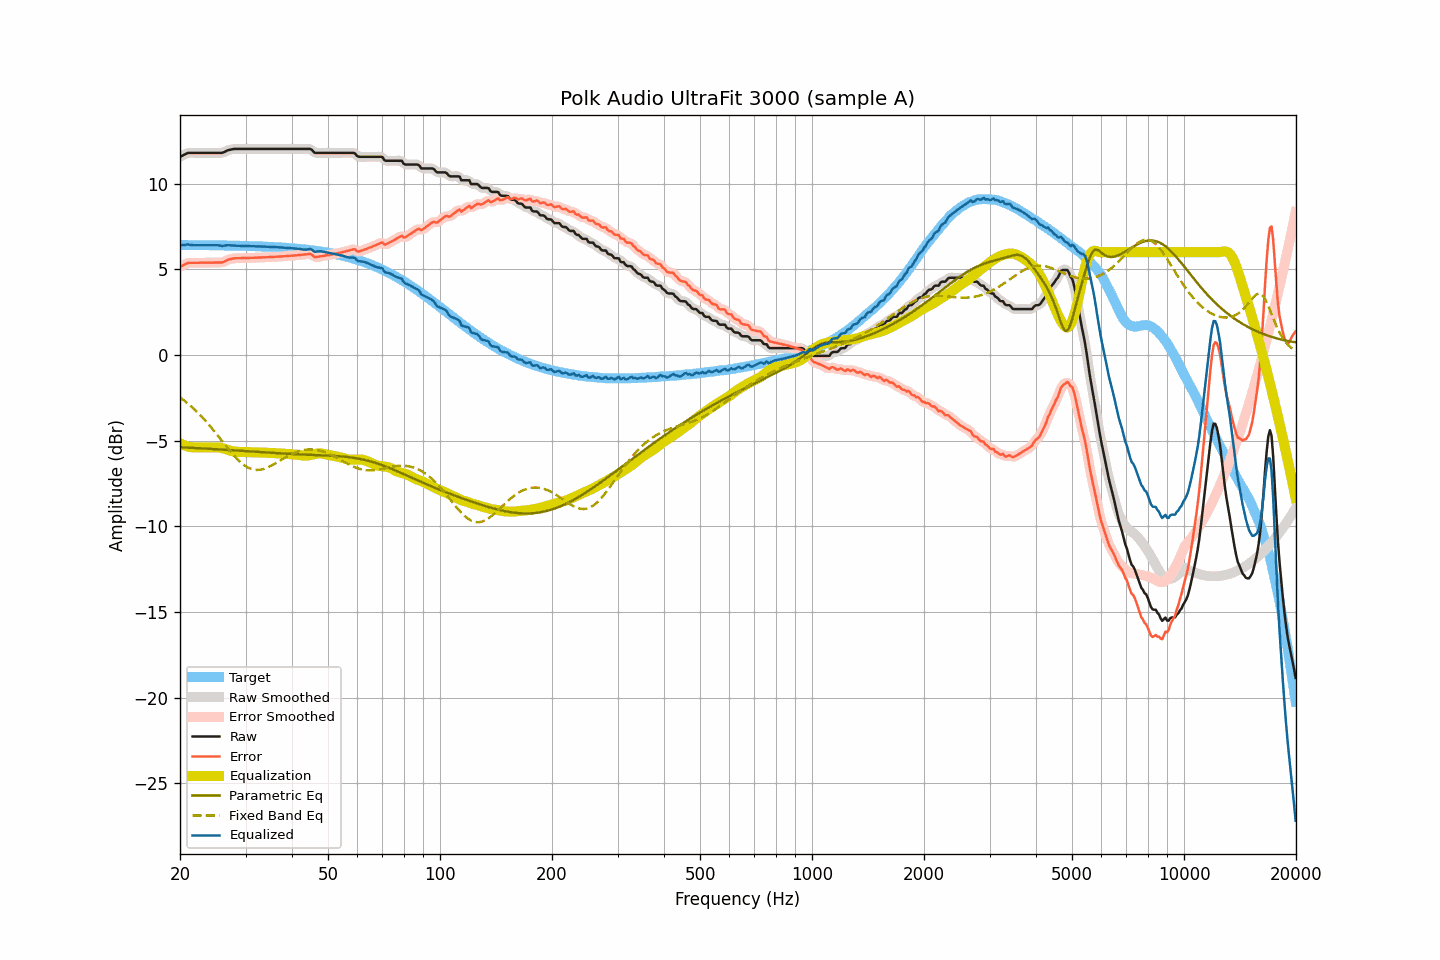 Polk Audio UltraFit 3000 (sample A)
10
5
0
−5
−10
−15
−20
−25
Amplitude (dBr)
Target
Raw Smoothed
Error Smoothed
Raw
Error
Equalization
Parametric Eq
Fixed Band Eq
Equalized
20 50 100 200 500 1000 2000 5000 10000 20000
Frequency (Hz)